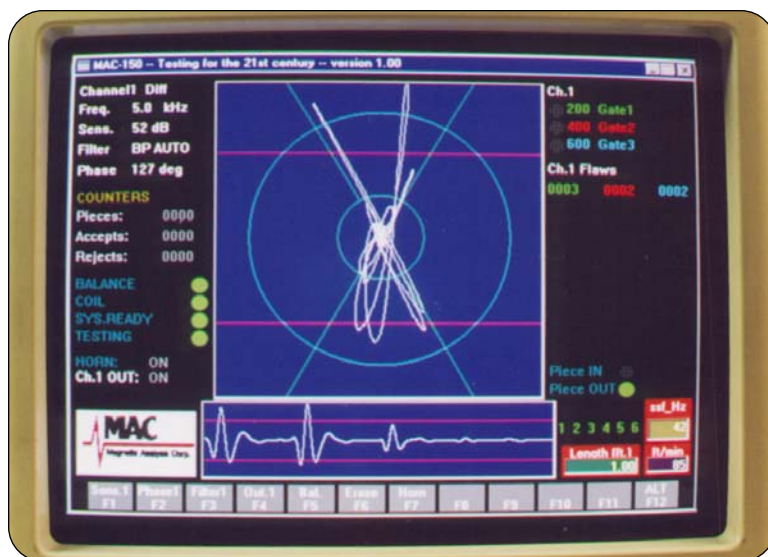 MAC-150 -- Testing for the 21st century -- version 1.00
Channel1 Diff
Freq. 5.0 kHz
Sens. 52 dB
Filter BP AUTO
Phase 127 deg
COUNTERS
Pieces: 0000
Accepts: 0000
Rejects: 0000
BALANCE
COIL
SYS.READY
TESTING
HORN: ON
Ch.1 OUT: ON
Ch.1
200 Gate1
400 Gate2
600 Gate3
Ch.1 Flaws
0003 0002 0002
Piece IN
Piece OUT
MAC
Magnetic Analysis Corp.
1 2 3 4 5 6
ssf_Hz
42
Length (ft.)
1.00
ft/min
85
Sens.1 F1
Phase1 F2
Filter1 F3
Out.1 F4
Bal. F5
Erase F6
Horn F7
F8
F9
F10
F11
ALT F12